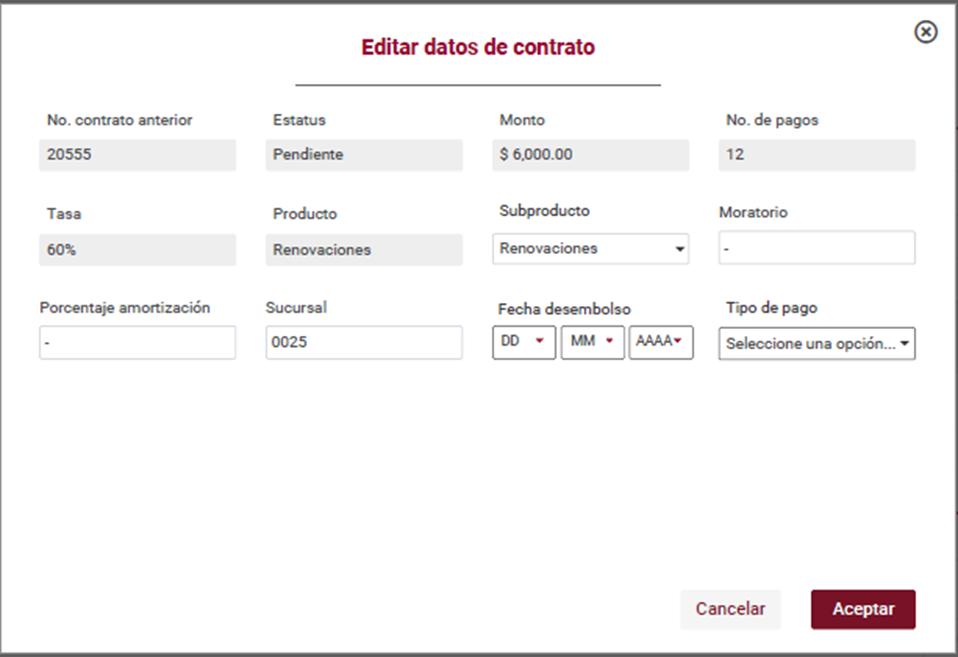 Editar datos de contrato
No. contrato anterior Estatus Monto No. de pagos
20555 Pendiente $ 6,000.00 12
Tasa Producto Subproducto Moratorio
60% Renovaciones Renovaciones -
Porcentaje amortización Sucursal Fecha desembolso Tipo de pago
- 0025 DD MM AAAA Seleccione una opción...
Cancelar Aceptar